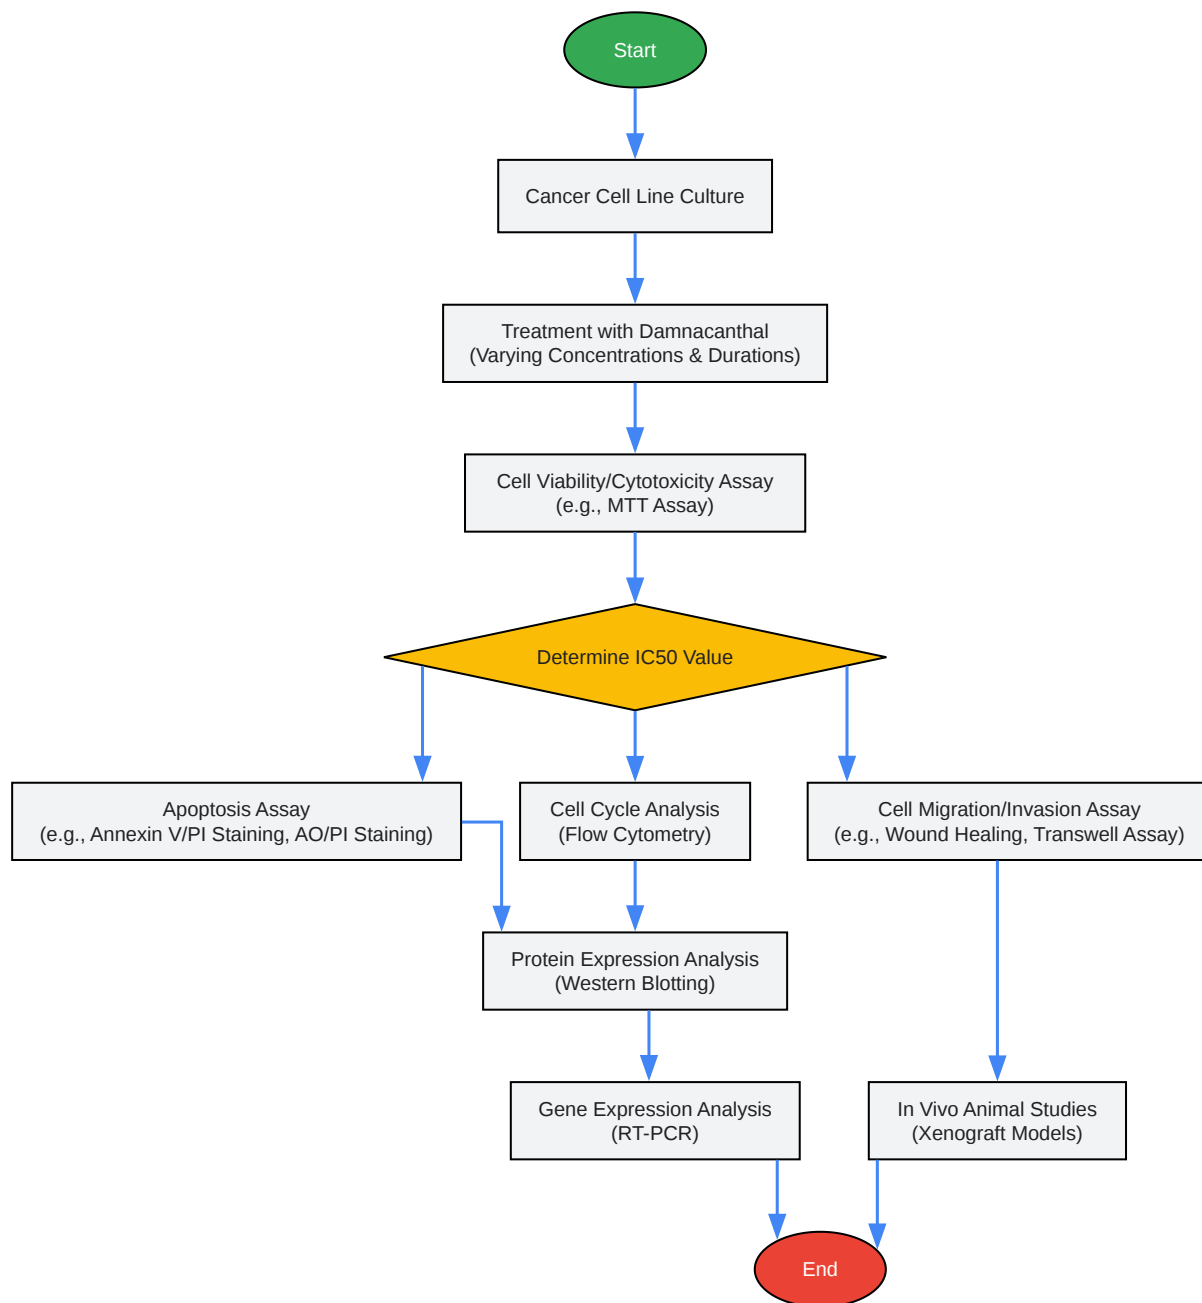 Start
Cancer Cell Line Culture
Treatment with Damnacanthal
(Varying Concentrations & Durations)
Cell Viability/Cytotoxicity Assay
(e.g., MTT Assay)
Determine IC50 Value
Apoptosis Assay
(e.g., Annexin V/PI Staining, AO/PI Staining)
Cell Cycle Analysis
(Flow Cytometry)
Cell Migration/Invasion Assay
(e.g., Wound Healing, Transwell Assay)
Protein Expression Analysis
(Western Blotting)
Gene Expression Analysis
(RT-PCR)
In Vivo Animal Studies
(Xenograft Models)
End